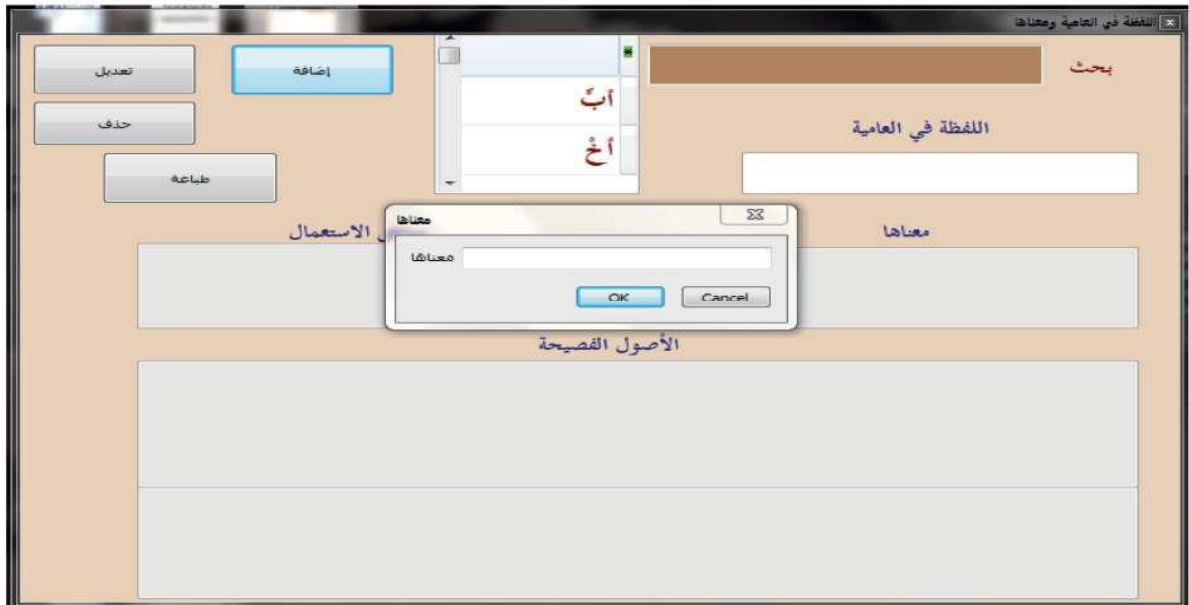 اللفظة في العامية ومعناها
بحث
إضافة
تعديل
أبّ
حذف
اللفظة في العامية
أخْ
طباعة
معناها
الاستعمال
معناها
معناها
OK
Cancel
الأصول الفصيحة